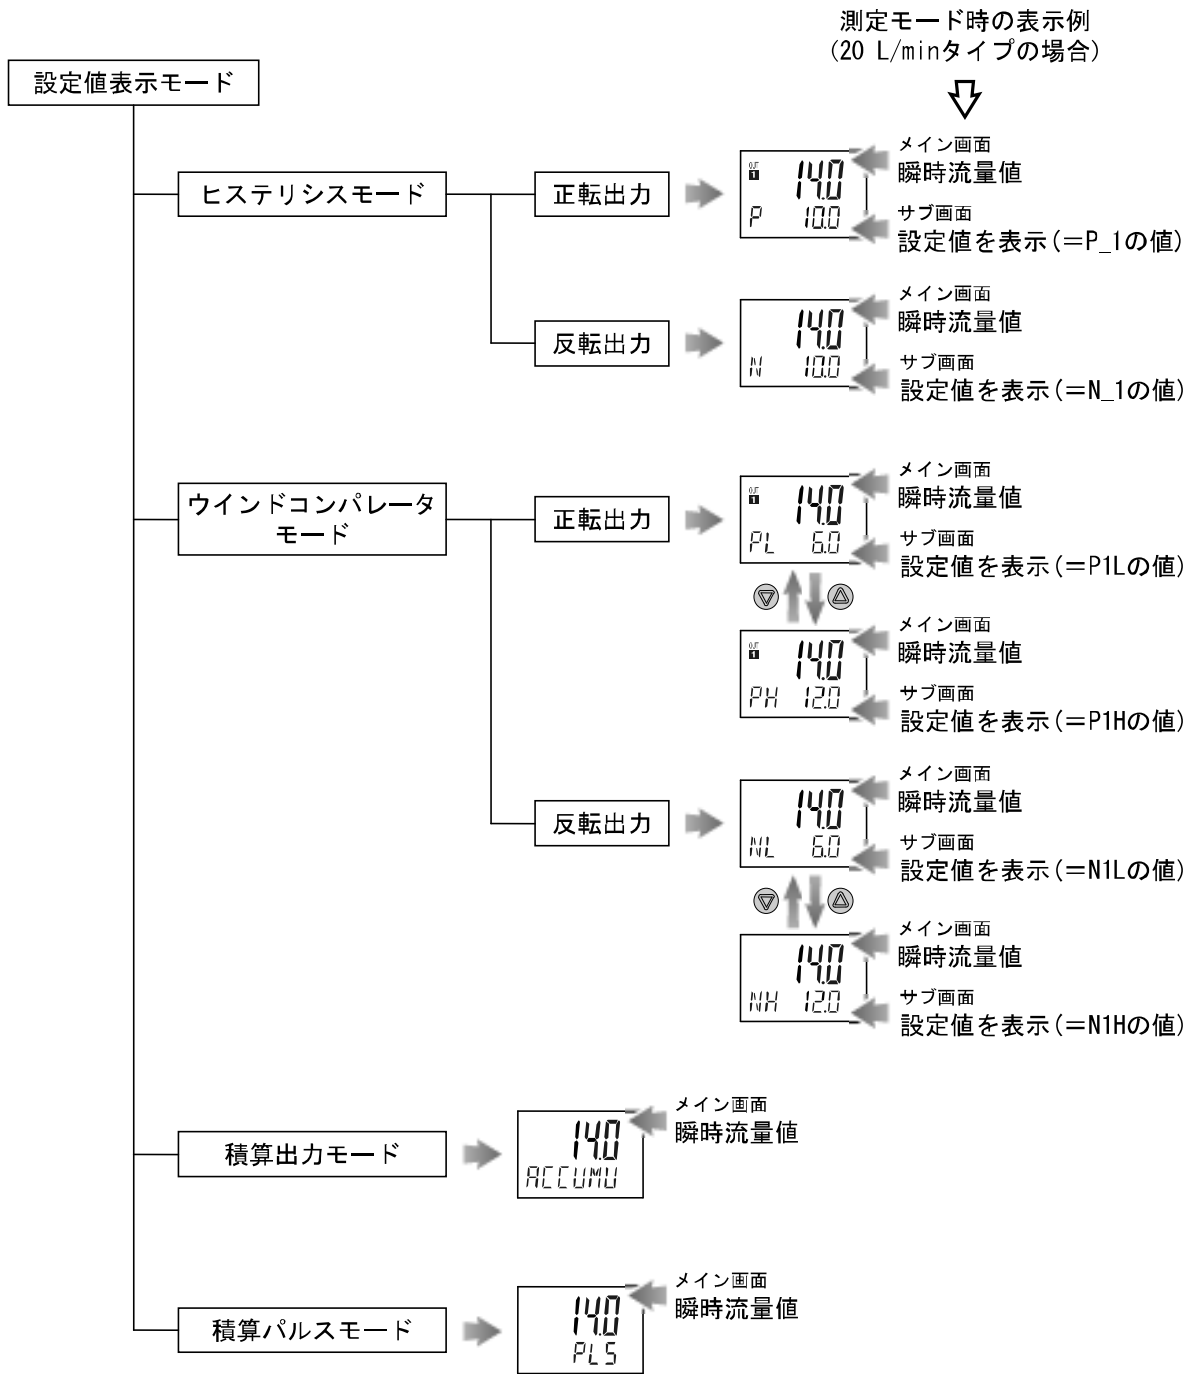 測定モード時の表示例
(20 L/minタイプの場合)
設定値表示モード
ヒステリシスモード
正転出力
OUT
1
14.0
P 10.0
メイン画面
瞬時流量値
サブ画面
設定値を表示(=P_1の値)
反転出力
14.0
N 10.0
メイン画面
瞬時流量値
サブ画面
設定値を表示(=N_1の値)
ウインドコンパレータ
モード
正転出力
OUT
1
14.0
PL 6.0
メイン画面
瞬時流量値
サブ画面
設定値を表示(=P1Lの値)
OUT
1
14.0
PH 12.0
メイン画面
瞬時流量値
サブ画面
設定値を表示(=P1Hの値)
反転出力
14.0
NL 6.0
メイン画面
瞬時流量値
サブ画面
設定値を表示(=N1Lの値)
14.0
NH 12.0
メイン画面
瞬時流量値
サブ画面
設定値を表示(=N1Hの値)
積算出力モード
14.0
ACCUMU
メイン画面
瞬時流量値
積算パルスモード
14.0
PLS
メイン画面
瞬時流量値